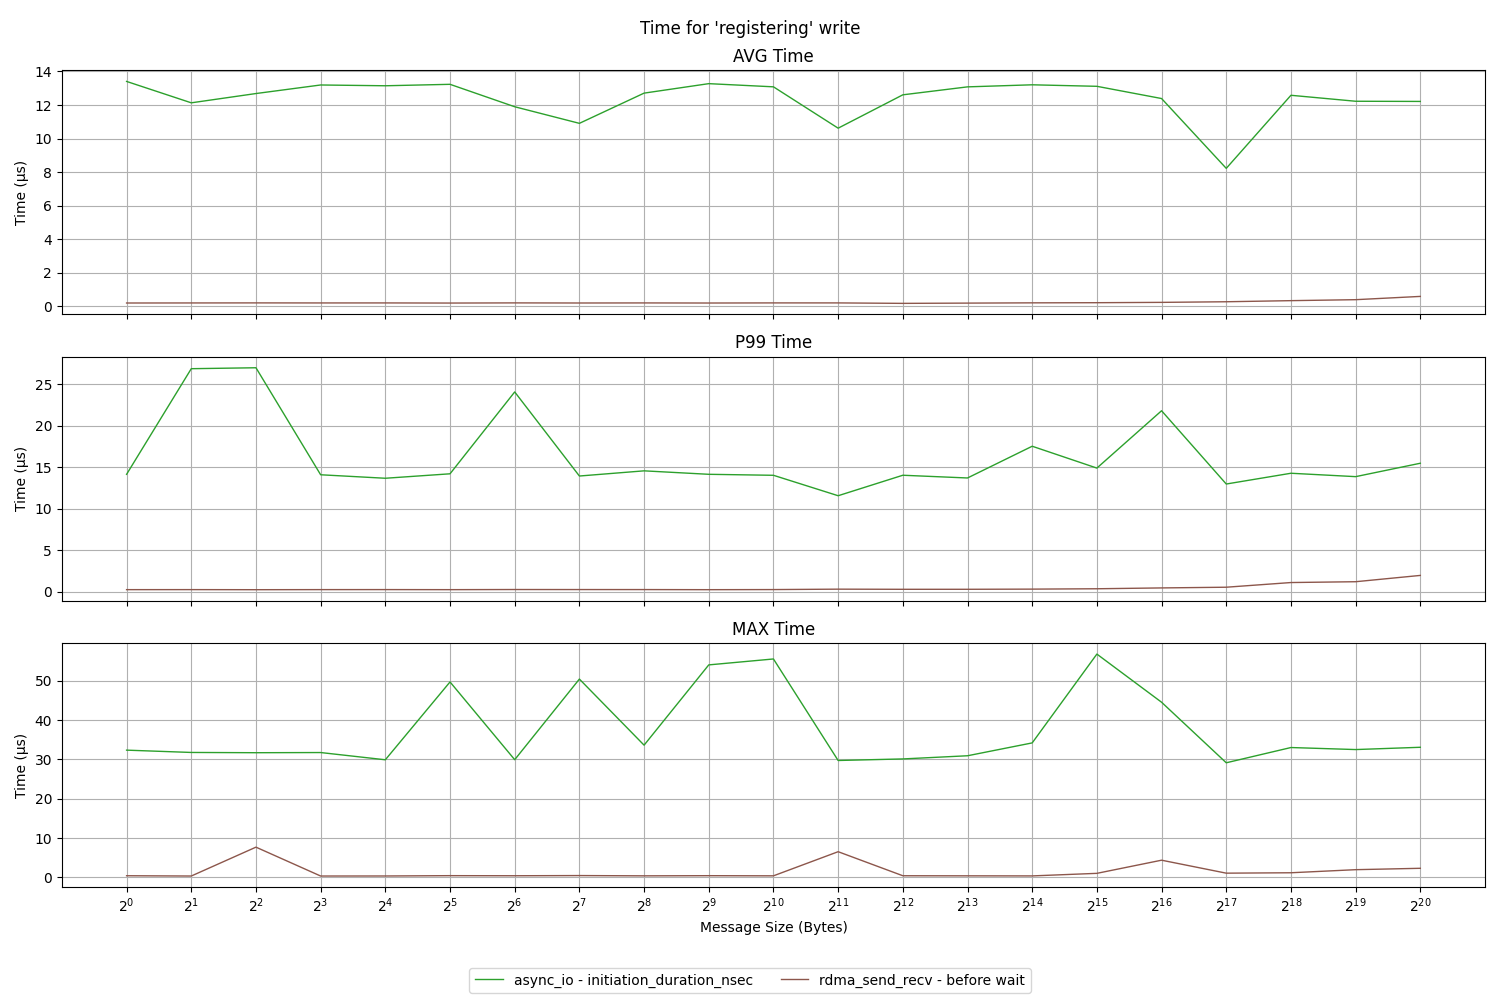 Time for 'registering' write
AVG Time
14
12
10
8
6
4
2
0
Time (µs)
P99 Time
25
20
15
10
5
0
Time (µs)
MAX Time
50
40
30
20
10
0
Time (µs)
2^0 2^1 2^2 2^3 2^4 2^5 2^6 2^7 2^8 2^9 2^10 2^11 2^12 2^13 2^14 2^15 2^16 2^17 2^18 2^19 2^20
Message Size (Bytes)
async_io - initiation_duration_nsec rdma_send_recv - before wait